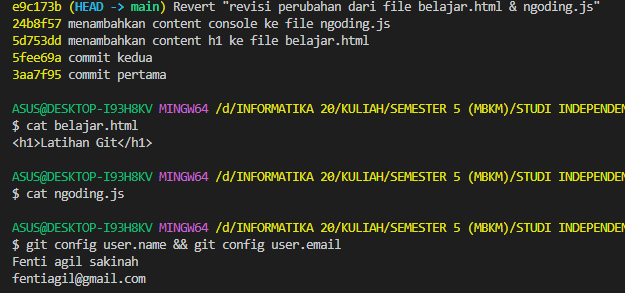 e9c173b (HEAD -> main) Revert "revisi perubahan dari file belajar.html & ngoding.js"
24b8f57 menambahkan content console ke file ngoding.js
5d753dd menambahkan content h1 ke file belajar.html
5fee69a commit kedua
3aa7f95 commit pertama
ASUS@DESKTOP-I93H8KV MINGW64 /d/INFORMATIKA 20/KULIAH/SEMESTER 5 (MBKM)/STUDI INDEPENDEN
$ cat belajar.html
<h1>Latihan Git</h1>
ASUS@DESKTOP-I93H8KV MINGW64 /d/INFORMATIKA 20/KULIAH/SEMESTER 5 (MBKM)/STUDI INDEPENDEN
$ cat ngoding.js
ASUS@DESKTOP-I93H8KV MINGW64 /d/INFORMATIKA 20/KULIAH/SEMESTER 5 (MBKM)/STUDI INDEPENDEN
$ git config user.name && git config user.email
Fenti agil sakinah
fentiagil@gmail.com